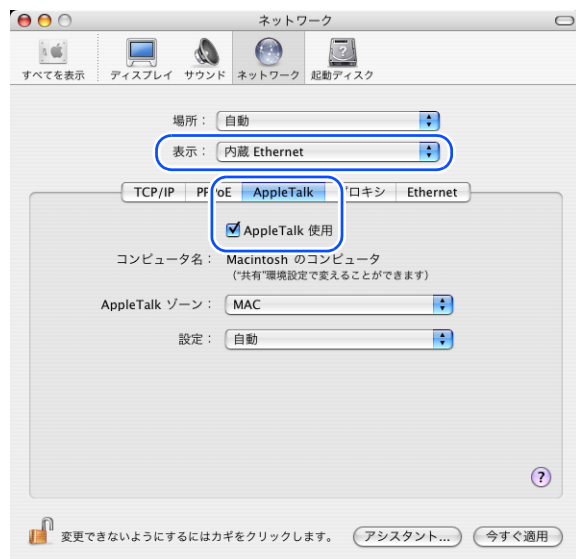 ネットワーク
すべてを表示 ディスプレイ サウンド ネットワーク 起動ディスク
場所： 自動
表示： 内蔵 Ethernet
TCP/IP PPPoE AppleTalk プロキシ Ethernet
AppleTalk 使用
コンピュータ名： Macintosh のコンピュータ
（"共有"環境設定で変えることができます）
AppleTalk ゾーン： MAC
設定： 自動
?
変更できないようにするにはカギをクリックします。 アシスタント... 今すぐ適用